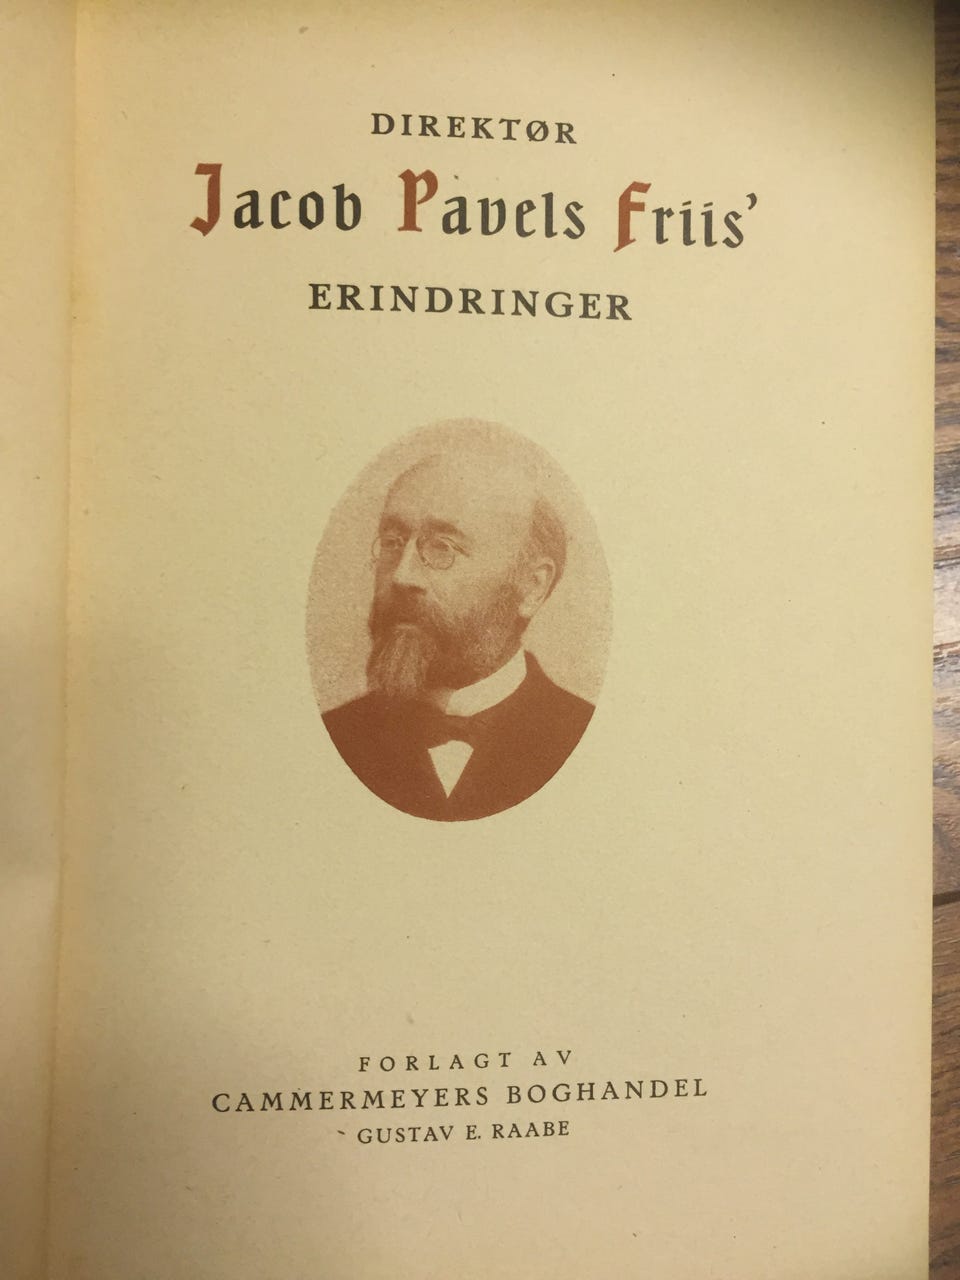 DIREKTØR
Jacob Pavels Friis’
ERINDRINGER
FORLAGT AV
CAMMERMEYERS BOGHANDEL
GUSTAV E. RAABE